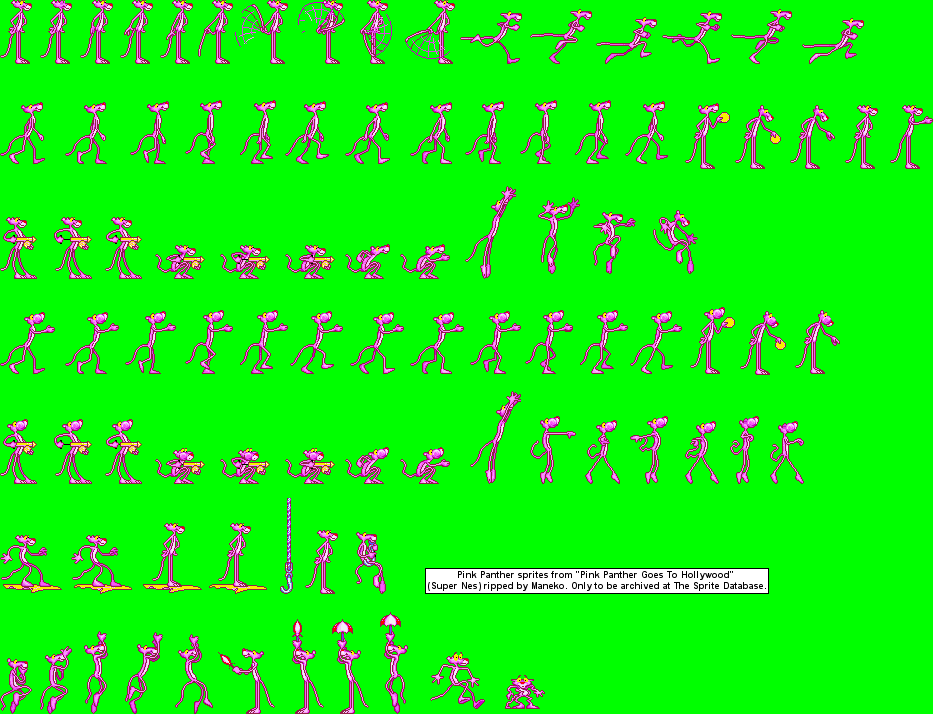 Pink Panther sprites from "Pink Panther Goes To Hollywood"
(Super Nes) ripped by Maneko. Only to be archived at The Sprite Database.